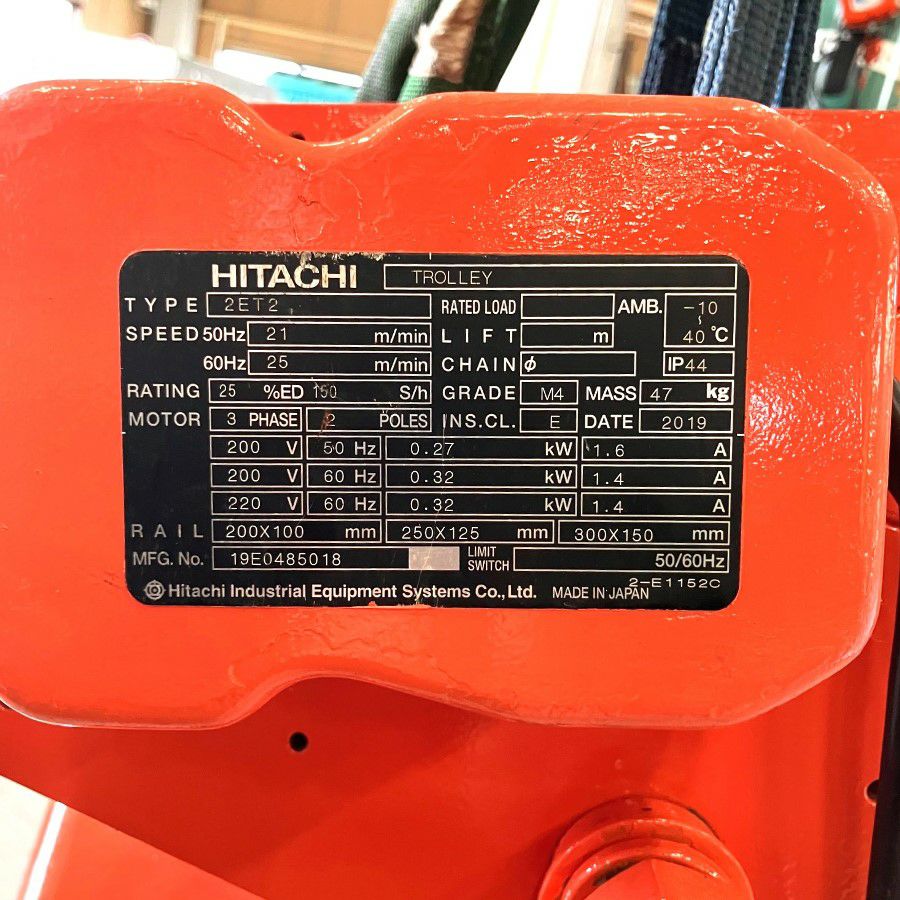 HITACHI TROLLEY
TYPE 2ET2 RATED LOAD AMB. -10 ~ 40 ℃
SPEED 50Hz 21 m/min LIFT m
60Hz 25 m/min CHAIN ϕ IP44
RATING 25 %ED 150 S/h GRADE M4 MASS 47 kg
MOTOR 3 PHASE 2 POLES INS.CL. E DATE 2019
200 V 50 Hz 0.27 kW 1.6 A
200 V 60 Hz 0.32 kW 1.4 A
220 V 60 Hz 0.32 kW 1.4 A
RAIL 200X100 mm 250X125 mm 300X150 mm
MFG. No. 19E0485018 LIMIT SWITCH 50/60Hz
2-E1152C
Hitachi Industrial Equipment Systems Co., Ltd. MADE IN JAPAN